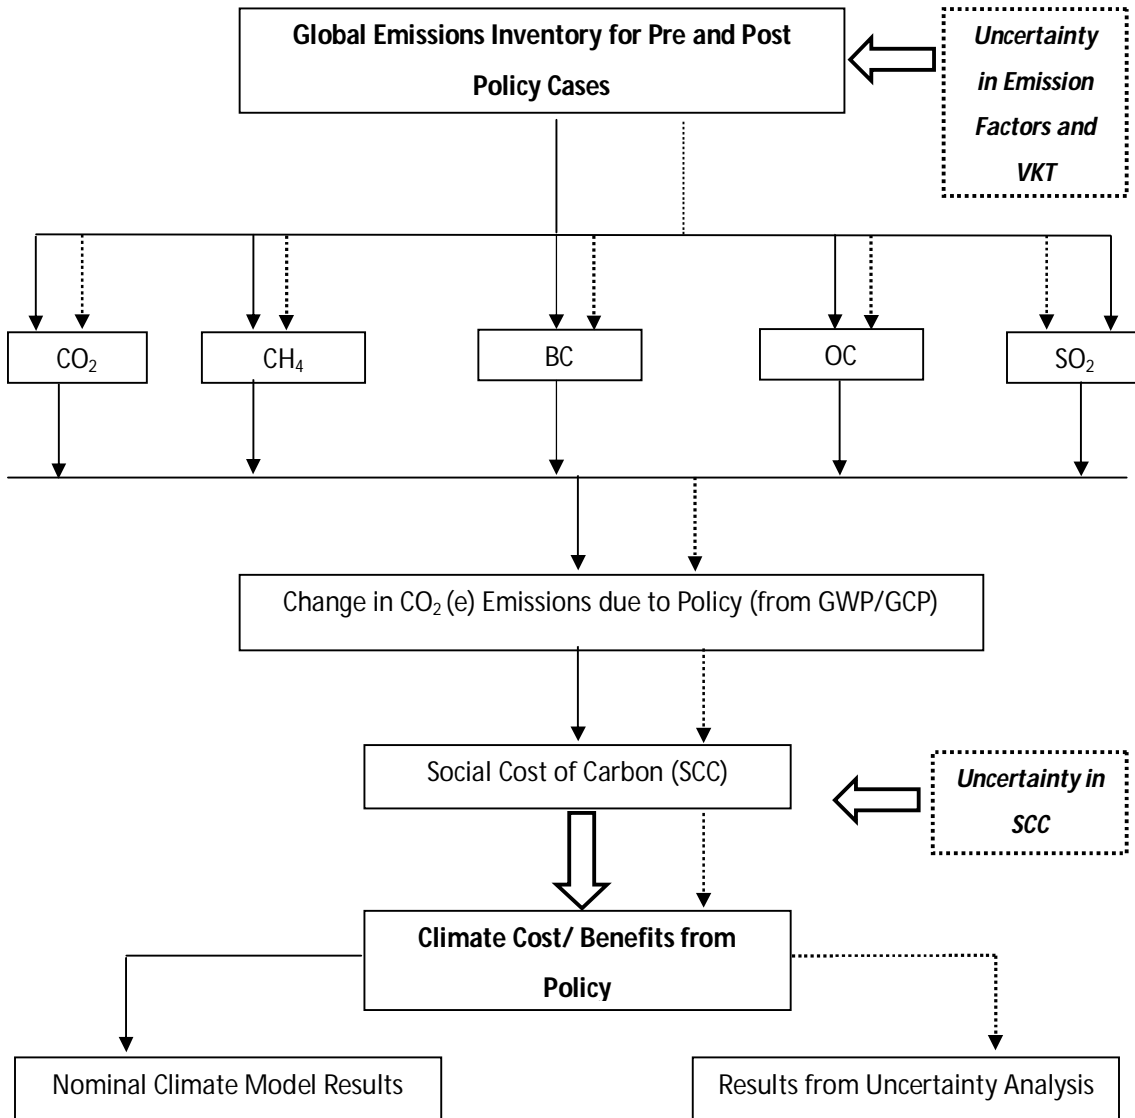 Global Emissions Inventory for Pre and Post
Policy Cases
Uncertainty
in Emission
Factors and
VKT
CO₂
CH₄
BC
OC
SO₂
Change in CO₂ (e) Emissions due to Policy (from GWP/GCP)
Social Cost of Carbon (SCC)
Uncertainty in
SCC
Climate Cost/ Benefits from
Policy
Nominal Climate Model Results
Results from Uncertainty Analysis